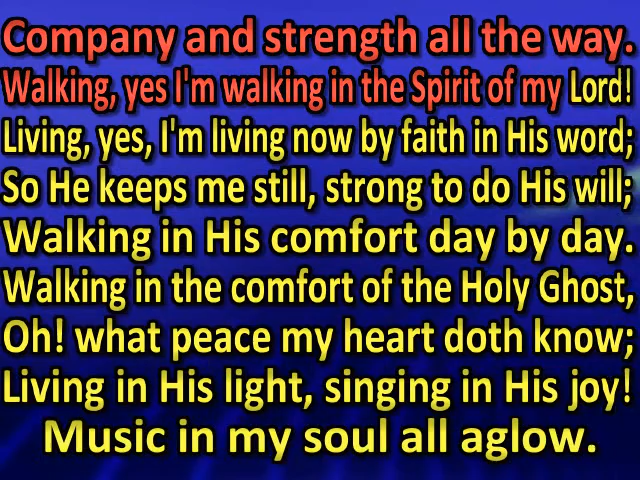 Company and strength all the way.
Walking, yes I'm walking in the Spirit of my Lord!
Living, yes, I'm living now by faith in His word;
So He keeps me still, strong to do His will;
Walking in His comfort day by day.
Walking in the comfort of the Holy Ghost,
Oh! what peace my heart doth know;
Living in His light, singing in His joy!
Music in my soul all aglow.